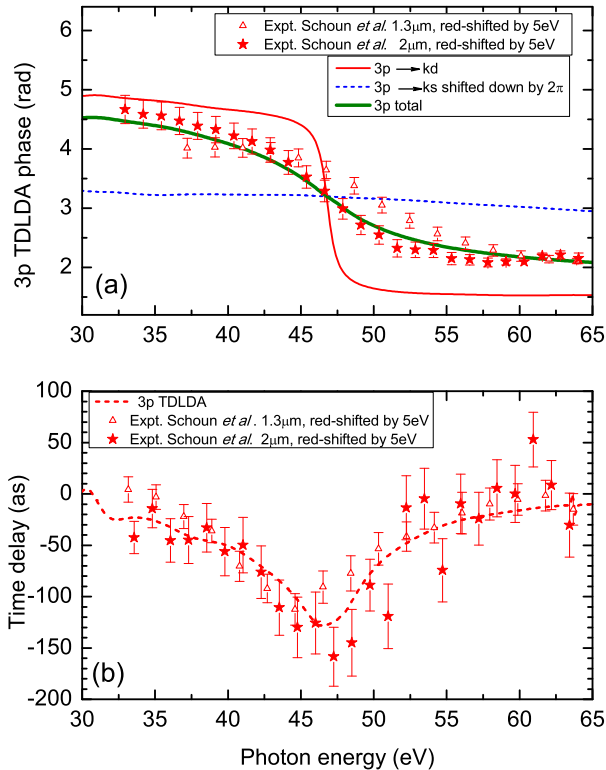 Expt. Schoun et al. 1.3μm, red-shifted by 5eV
Expt. Schoun et al. 2μm, red-shifted by 5eV
3p → kd
3p → ks shifted down by 2π
3p total
3p TDLDA phase (rad)
6
5
4
3
2
(a)
30 35 40 45 50 55 60 65
3p TDLDA
Expt. Schoun et al. 1.3μm, red-shifted by 5eV
Expt. Schoun et al. 2μm, red-shifted by 5eV
Time delay (as)
100
50
0
-50
-100
-150
-200
(b)
30 35 40 45 50 55 60 65
Photon energy (eV)